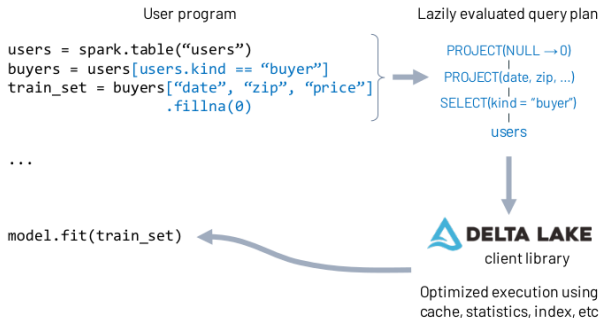 User program
users = spark.table(“users”)
buyers = users[users.kind == “buyer”]
train_set = buyers[“date”, “zip”, “price”]
.fillna(0)
...
model.fit(train_set)
Lazily evaluated query plan
PROJECT(NULL → 0)
PROJECT(date, zip, …)
SELECT(kind = “buyer”)
users
DELTA LAKE
client library
Optimized execution using
cache, statistics, index, etc